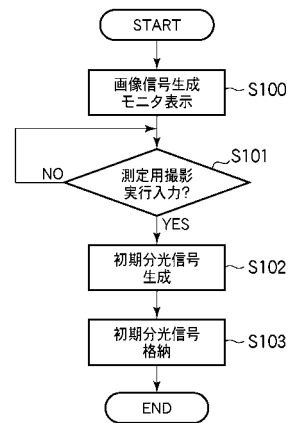 START
画像信号生成
モニタ表示
S100
測定用撮影
実行入力?
S101
NO
YES
初期分光信号
生成
S102
初期分光信号
格納
S103
END